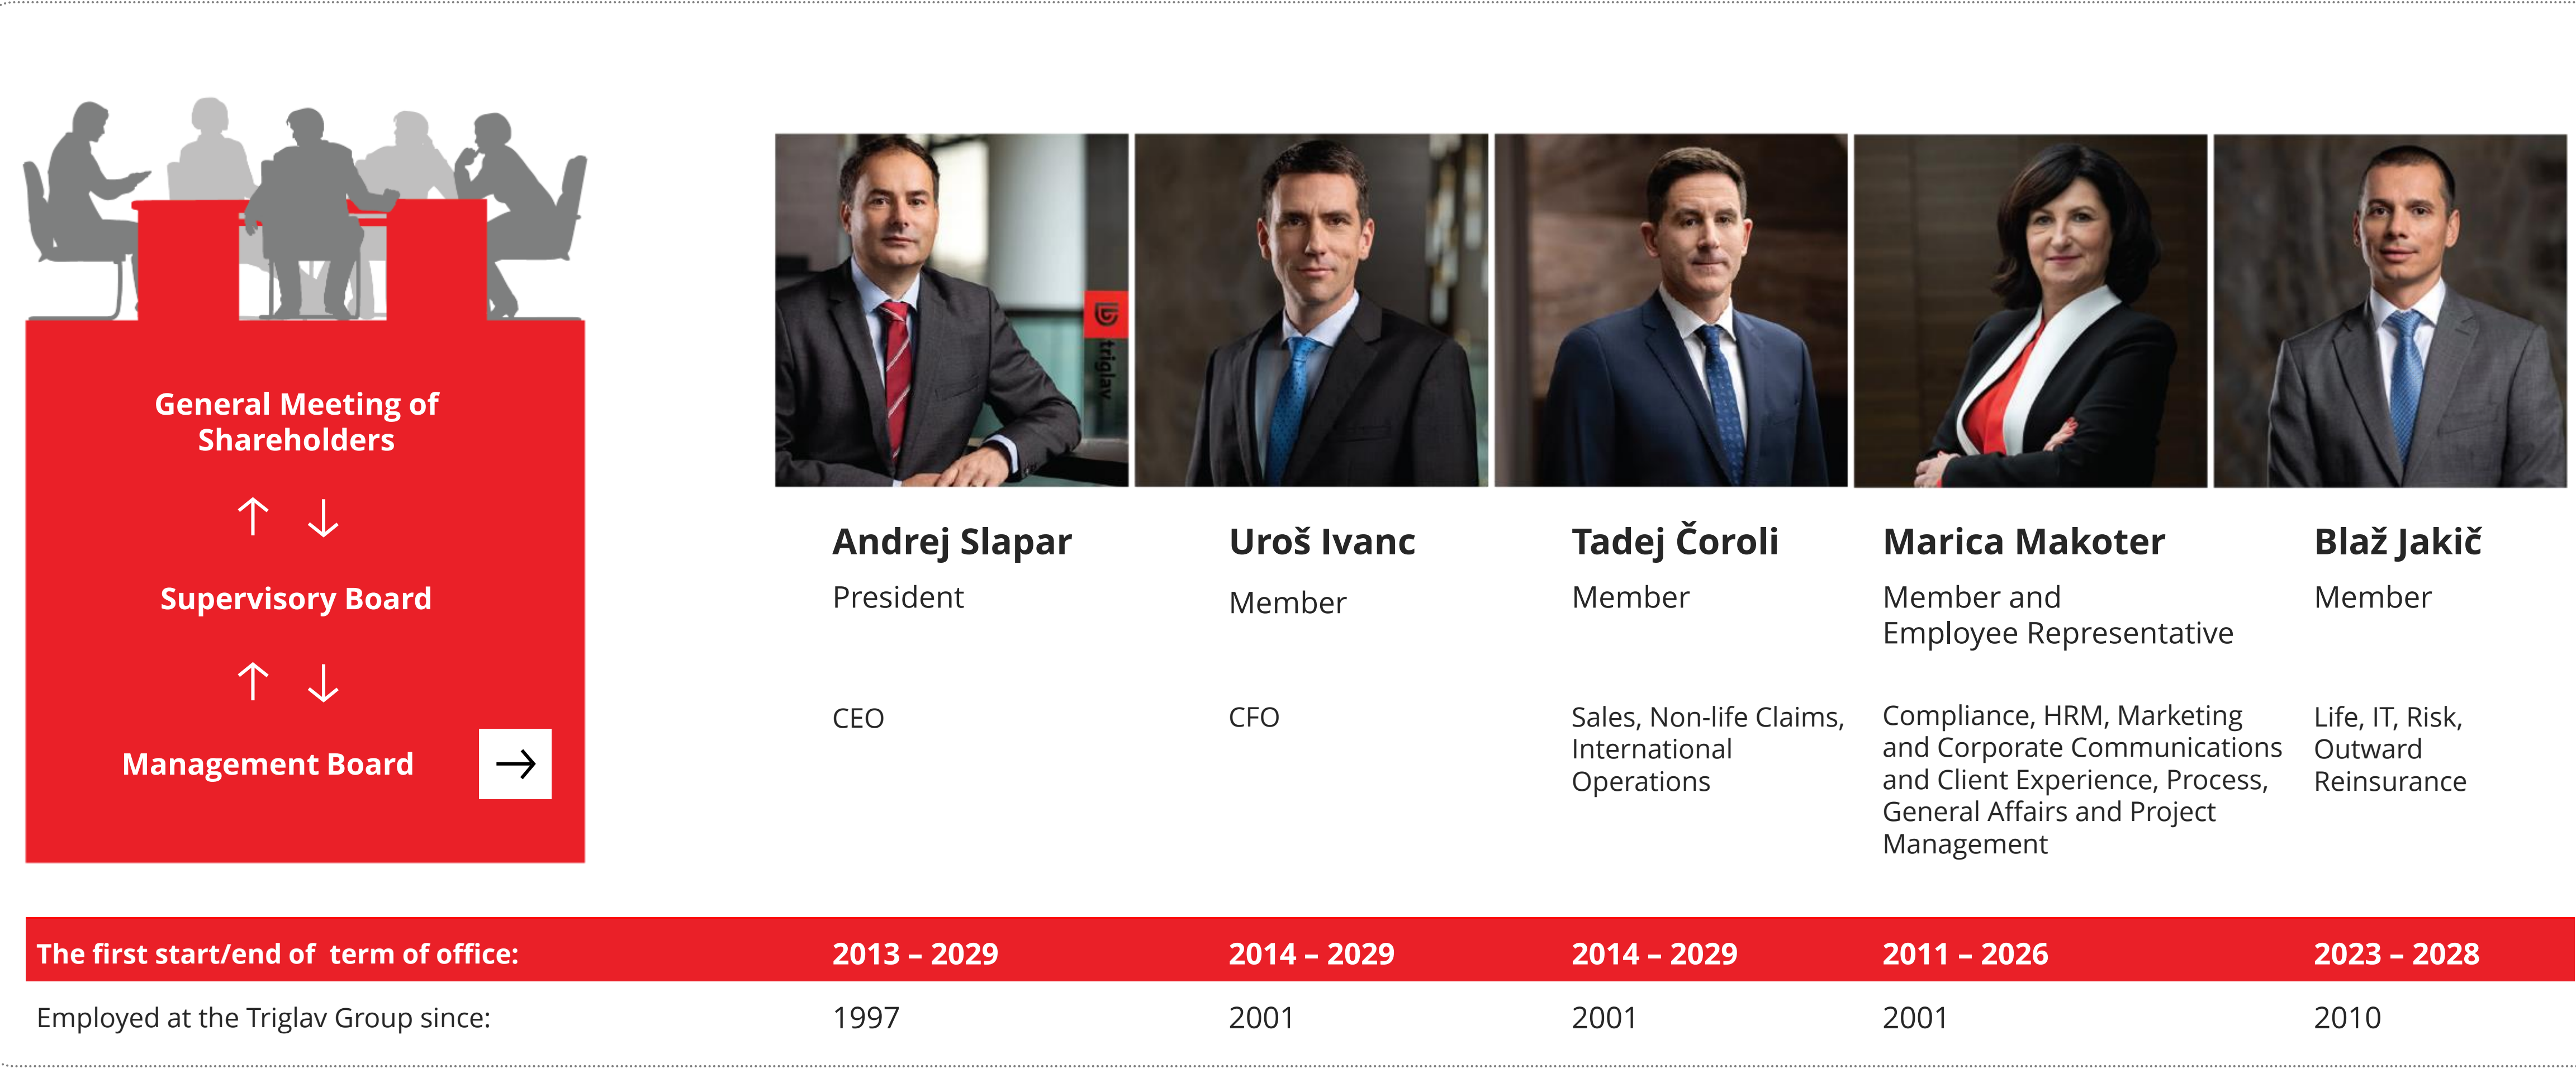 General Meeting of
Shareholders
↑ ↓
Supervisory Board
↑ ↓
Management Board →
triglav
Andrej Slapar
President
CEO
Uroš Ivanc
Member
CFO
Tadej Čoroli
Member
Sales, Non-life Claims,
International
Operations
Marica Makoter
Member and
Employee Representative
Compliance, HRM, Marketing
and Corporate Communications
and Client Experience, Process,
General Affairs and Project
Management
Blaž Jakič
Member
Life, IT, Risk,
Outward
Reinsurance
The first start/end of  term of office: 2013 – 2029 2014 – 2029 2014 – 2029 2011 – 2026 2023 – 2028
Employed at the Triglav Group since: 1997 2001 2001 2001 2010